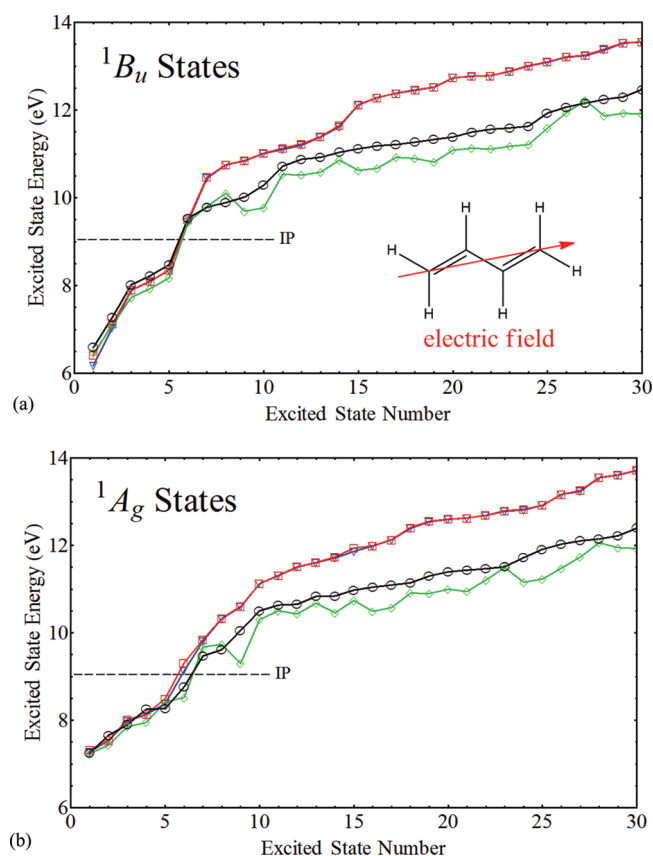 14
¹Bᵤ States
12
10
8
6
Excited State Energy (eV)
IP
H H
H
H
H H
electric field
0 5 10 15 20 25 30
(a) Excited State Number
14
¹A_g States
12
10
8
6
Excited State Energy (eV)
IP
0 5 10 15 20 25 30
(b) Excited State Number